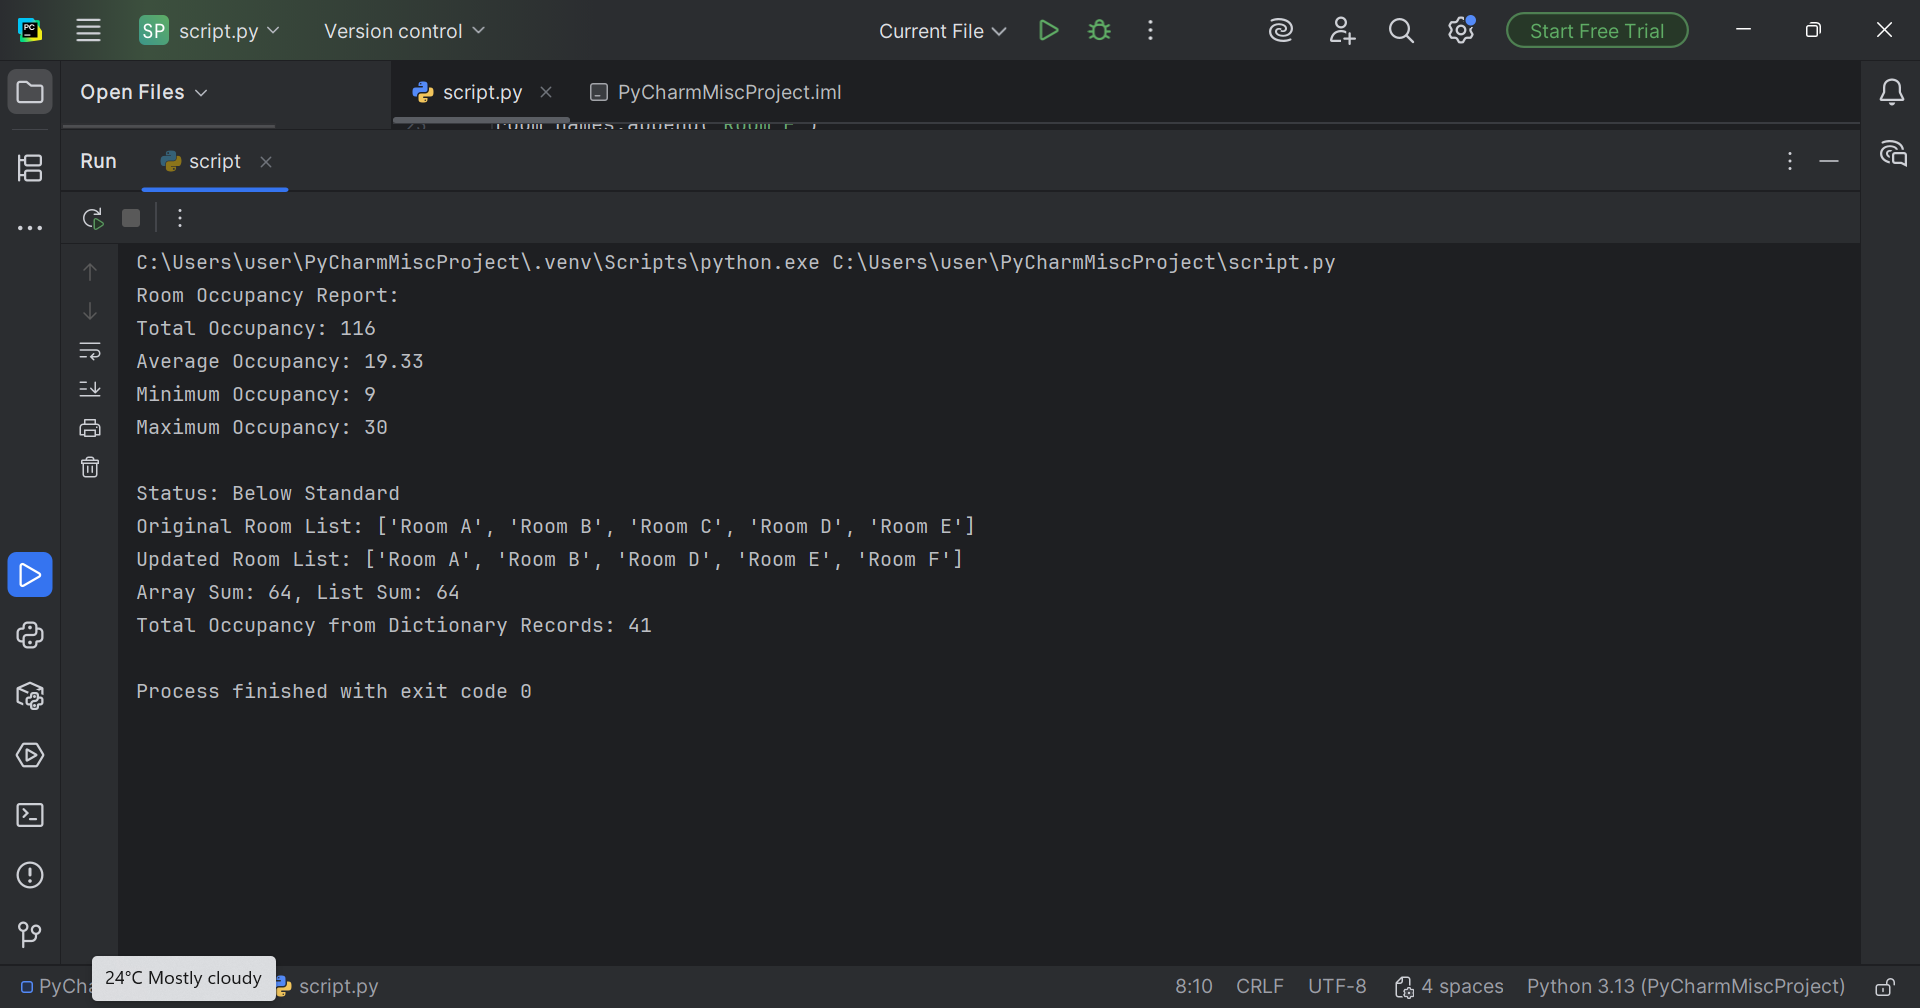 SP script.py Version control Current File Start Free Trial
Open Files script.py PyCharmMiscProject.iml
Run script
C:\Users\user\PyCharmMiscProject\.venv\Scripts\python.exe C:\Users\user\PyCharmMiscProject\script.py
Room Occupancy Report:
Total Occupancy: 116
Average Occupancy: 19.33
Minimum Occupancy: 9
Maximum Occupancy: 30
Status: Below Standard
Original Room List: ['Room A', 'Room B', 'Room C', 'Room D', 'Room E']
Updated Room List: ['Room A', 'Room B', 'Room D', 'Room E', 'Room F']
Array Sum: 64, List Sum: 64
Total Occupancy from Dictionary Records: 41
Process finished with exit code 0
24°C Mostly cloudy script.py 8:10 CRLF UTF-8 4 spaces Python 3.13 (PyCharmMiscProject)